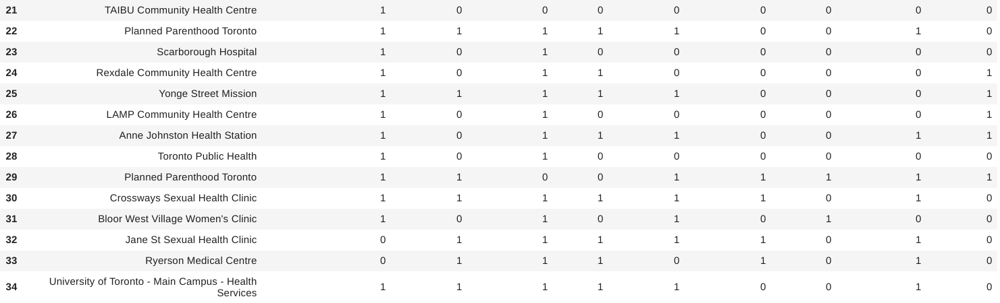 21 TAIBU Community Health Centre 1 0 0 0 0 0 0 0 0
22 Planned Parenthood Toronto 1 1 1 1 1 0 0 1 0
23 Scarborough Hospital 1 0 1 0 0 0 0 0 0
24 Rexdale Community Health Centre 1 0 1 1 0 0 0 0 1
25 Yonge Street Mission 1 1 1 1 1 0 0 0 1
26 LAMP Community Health Centre 1 0 1 0 0 0 0 0 1
27 Anne Johnston Health Station 1 0 1 1 1 0 0 1 1
28 Toronto Public Health 1 0 1 0 0 0 0 0 0
29 Planned Parenthood Toronto 1 1 0 0 1 1 1 1 1
30 Crossways Sexual Health Clinic 1 1 1 1 1 1 0 1 0
31 Bloor West Village Women's Clinic 1 0 1 0 1 0 1 0 0
32 Jane St Sexual Health Clinic 0 1 1 1 1 1 0 1 0
33 Ryerson Medical Centre 0 1 1 1 0 1 0 1 0
University of Toronto - Main Campus - Health
34 1 1 1 1 1 0 0 1 0
Services